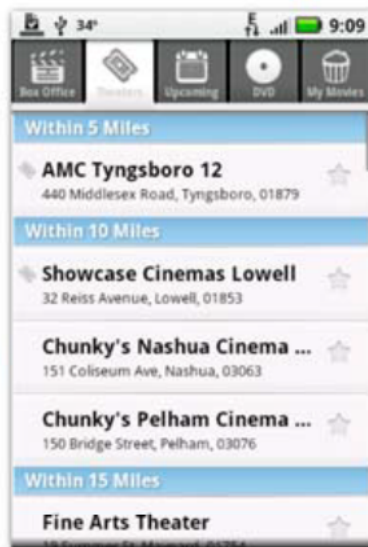 34°
E
9:09
Box Office
Theaters
Upcoming
DVD
My Movies
Within 5 Miles
AMC Tyngsboro 12
440 Middlesex Road, Tyngsboro, 01879
Within 10 Miles
Showcase Cinemas Lowell
32 Reiss Avenue, Lowell, 01853
Chunky's Nashua Cinema ...
151 Coliseum Ave, Nashua, 03063
Chunky's Pelham Cinema ...
150 Bridge Street, Pelham, 03076
Within 15 Miles
Fine Arts Theater